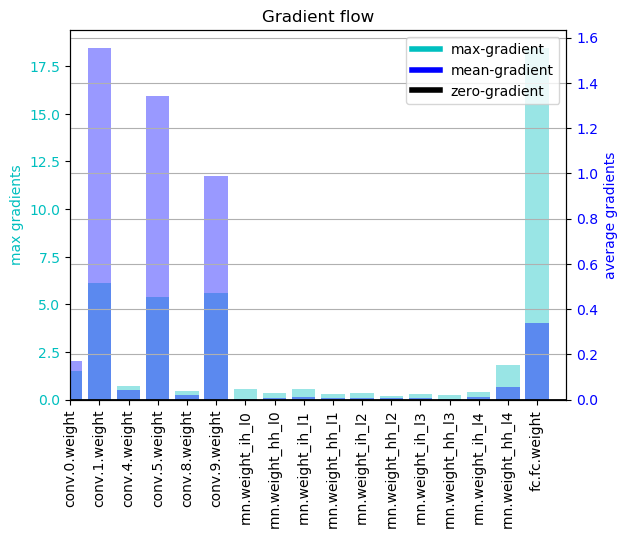 Gradient flow
max-gradient
mean-gradient
zero-gradient
max gradients
17.5
15.0
12.5
10.0
7.5
5.0
2.5
0.0
average gradients
1.6
1.4
1.2
1.0
0.8
0.6
0.4
0.2
0.0
conv.0.weight
conv.1.weight
conv.4.weight
conv.5.weight
conv.8.weight
conv.9.weight
rnn.weight_ih_l0
rnn.weight_hh_l0
rnn.weight_ih_l1
rnn.weight_hh_l1
rnn.weight_ih_l2
rnn.weight_hh_l2
rnn.weight_ih_l3
rnn.weight_hh_l3
rnn.weight_ih_l4
rnn.weight_hh_l4
fc.fc.weight